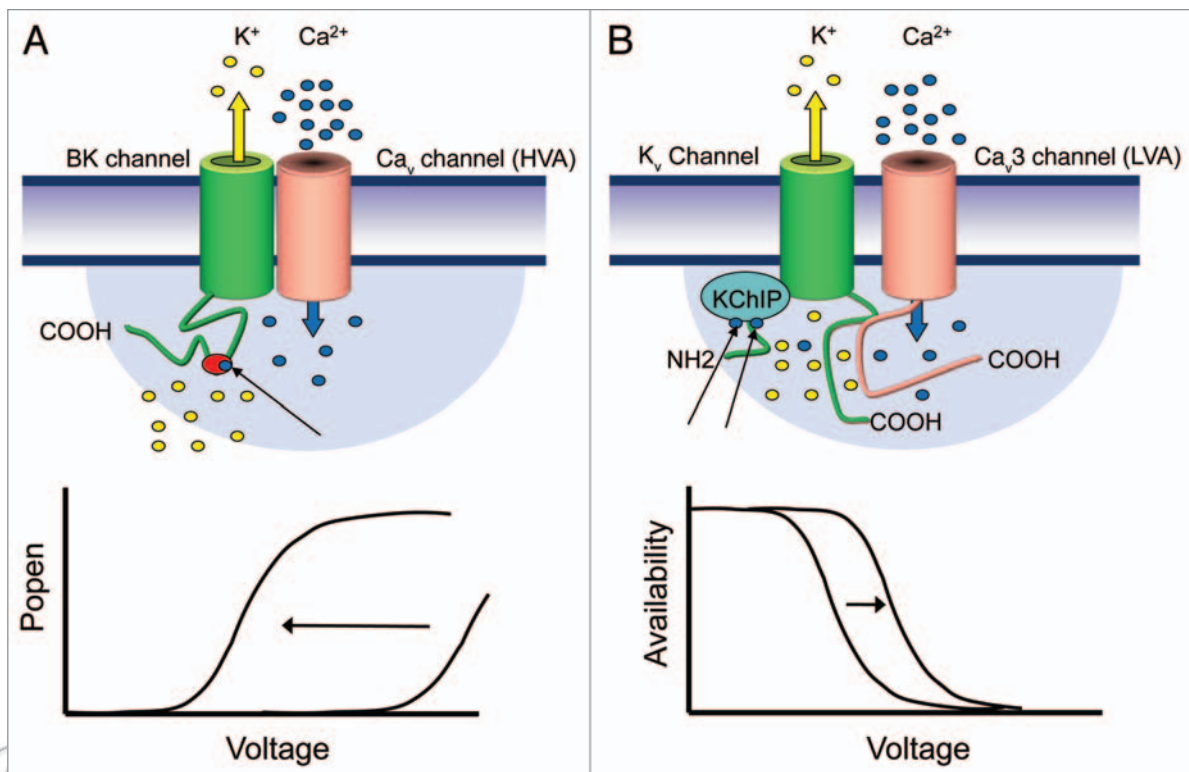 A
K⁺ Ca²⁺
BK channel Caᵥ channel (HVA)
COOH
Popen
Voltage
B
K⁺ Ca²⁺
Kᵥ Channel Caᵥ3 channel (LVA)
KChIP
NH2 COOH
COOH
Availability
Voltage